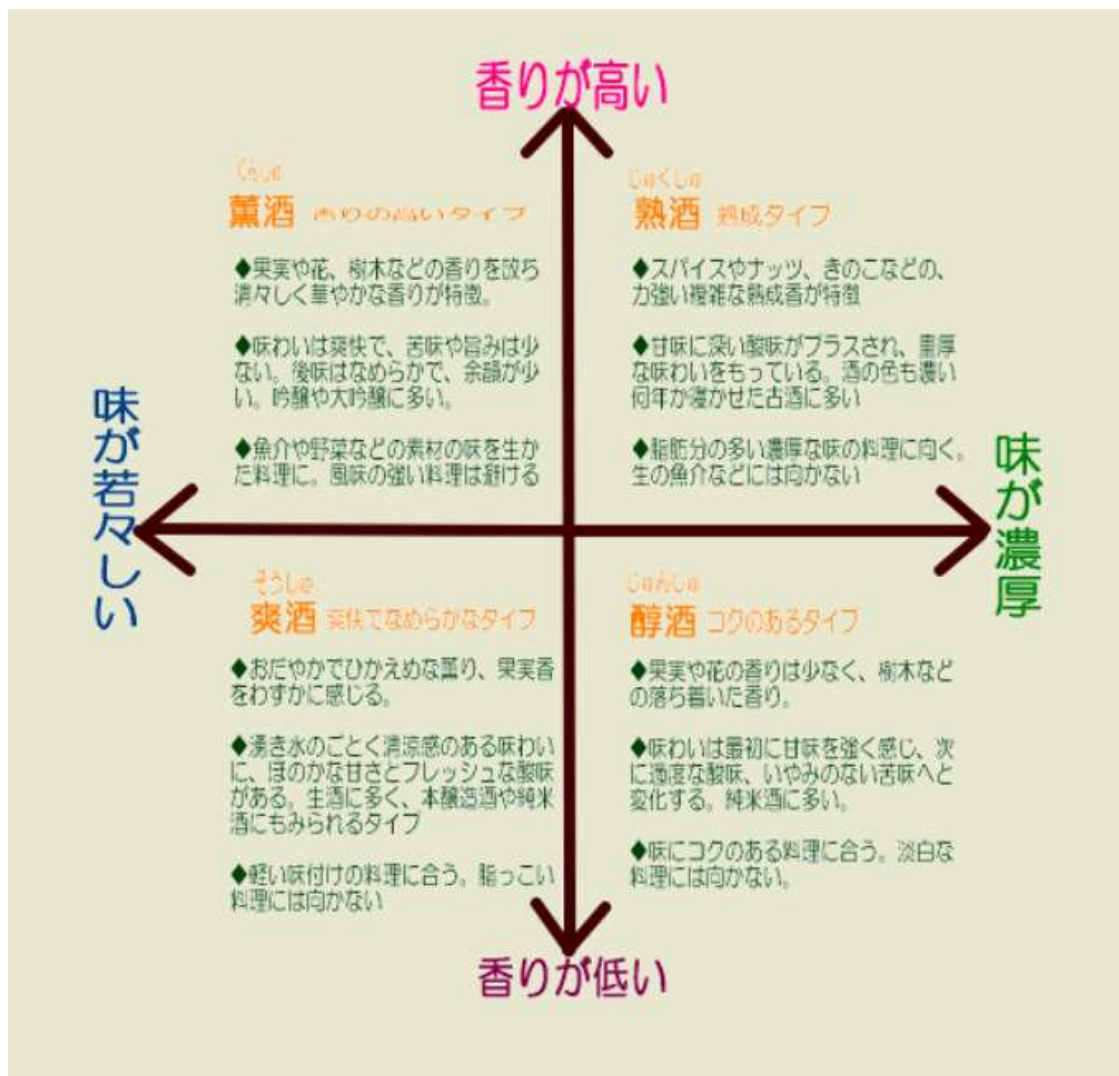 香りが高い
くんしゅ
薫酒 香りの高いタイプ
◆果実や花、樹木などの香りを放ち
清々しく華やかな香りが特徴。
◆味わいは爽快で、苦味や旨みは少
ない。後味はなめらかで、余韻が少
い。吟醸や大吟醸に多い。
◆魚介や野菜などの素材の味を生か
た料理に。風味の強い料理は避ける
じゅくしゅ
熟酒 熟成タイプ
◆スパイスやナッツ、きのこなどの、
力強い複雑な熟成香が特徴
◆甘味に深い酸味がプラスされ、重厚
な味わいをもっている。酒の色も濃い
何年か寝かせた古酒に多い
◆脂肪分の多い濃厚な味の料理に向く。
生の魚介などには向かない
味が若々しい
味が濃厚
そうしゅ
爽酒 爽快でなめらかなタイプ
◆おだやかでひかえめな薫り、果実香
をわずかに感じる。
◆湧き水のごとく清涼感のある味わい
に、ほのかな甘さとフレッシュな酸味
がある。生酒に多く、本醸造酒や純米
酒にもみられるタイプ
◆軽い味付けの料理に合う。脂っこい
料理には向かない
じゅんしゅ
醇酒 コクのあるタイプ
◆果実や花の香りは少なく、樹木など
の落ち着いた香り。
◆味わいは最初に甘味を強く感じ、次
に適度な酸味、いやみのない苦味へと
変化する。純米酒に多い。
◆味にコクのある料理に合う。淡白な
料理には向かない。
香りが低い